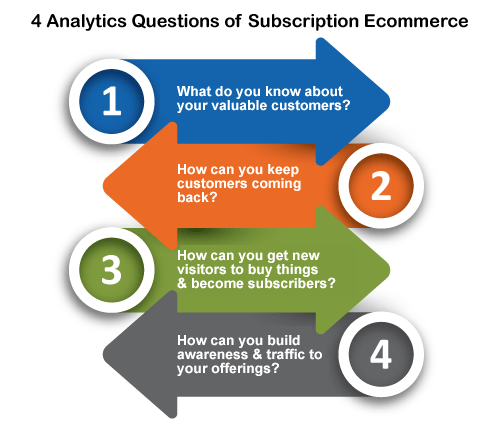 4 Analytics Questions of Subscription Ecommerce
1
What do you know about
your valuable customers?
How can you keep
customers coming
back?
2
3
How can you get new
visitors to buy things
& become subscribers?
How can you build
awareness & traffic to
your offerings?
4